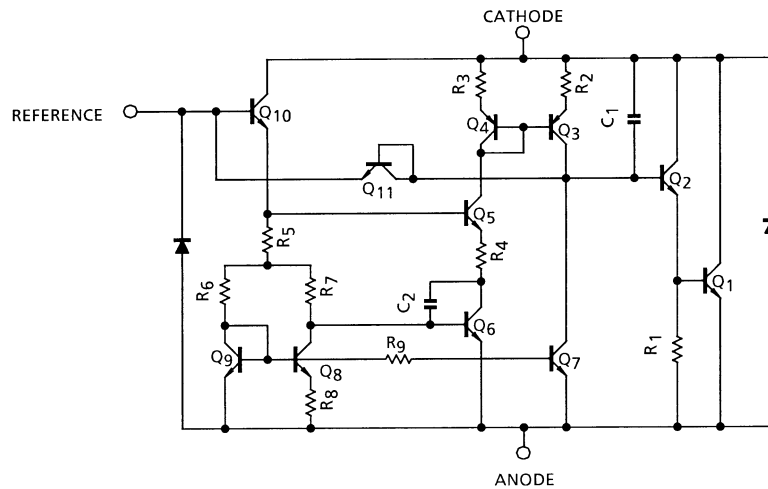 CATHODE
R3
R2
REFERENCE
Q10
Q4
Q3
C1
Q11
Q2
Q5
R5
R4
R6
R7
C2
Q6
Q1
Q9
Q8
R9
Q7
R1
R8
ANODE